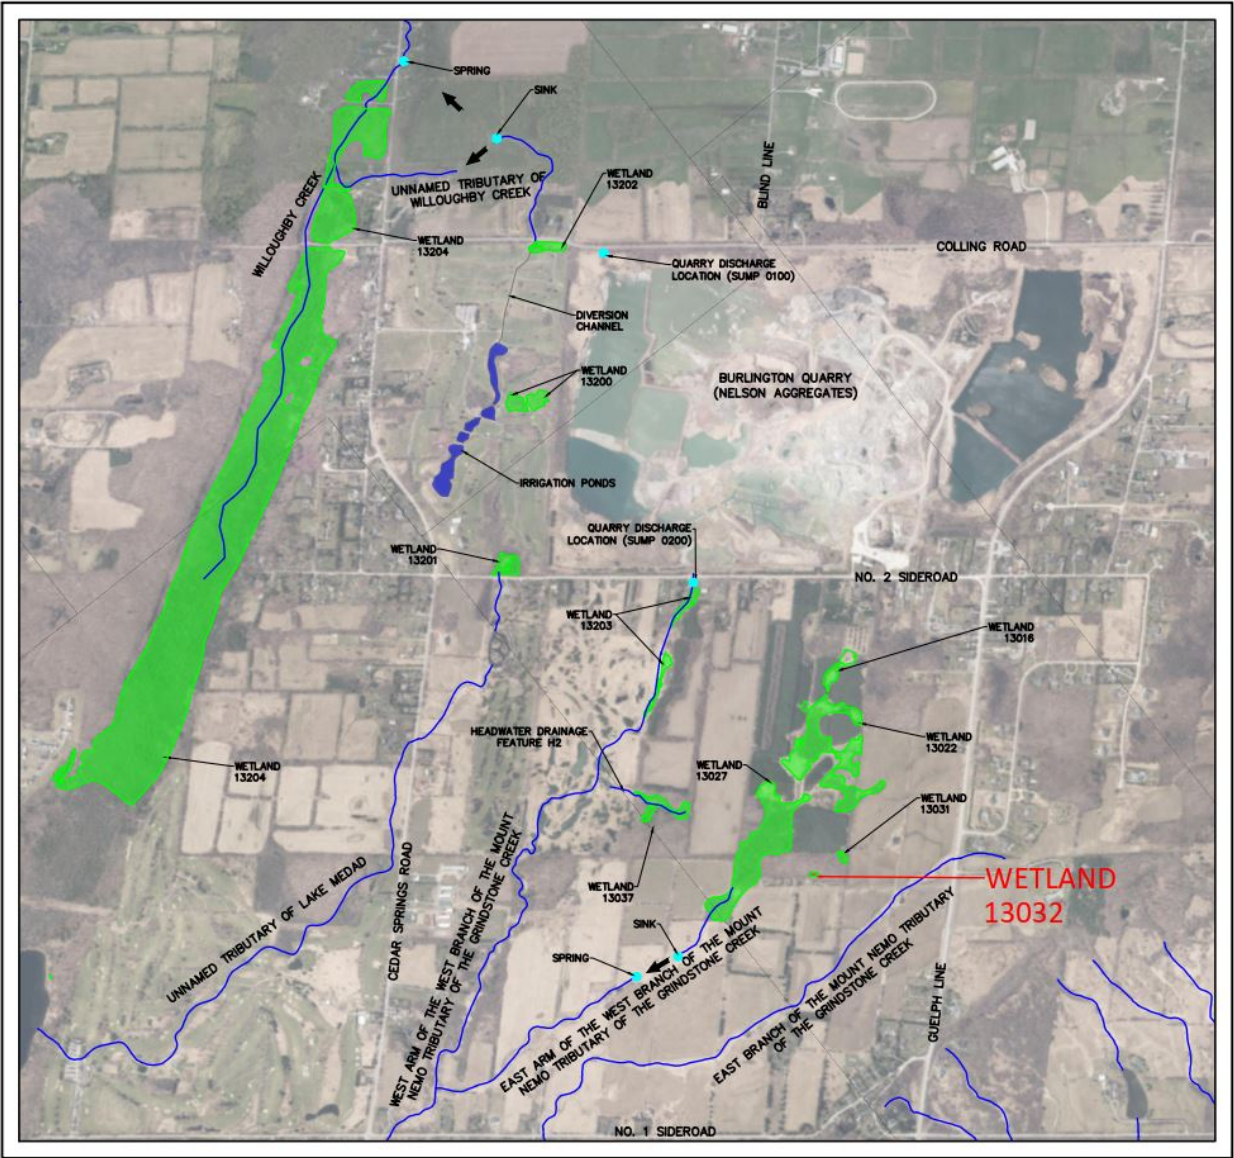 SPRING
SINK
BLIND LINE
UNNAMED TRIBUTARY OF
WILLOUGHBY CREEK
WETLAND
13202
WILLOUGHBY CREEK
WETLAND
13204
COLLING ROAD
QUARRY DISCHARGE
LOCATION (SUMP 0100)
DIVERSION
CHANNEL
WETLAND
13200
BURLINGTON QUARRY
(NELSON AGGREGATES)
IRRIGATION PONDS
QUARRY DISCHARGE
LOCATION (SUMP 0200)
WETLAND
13201
NO. 2 SIDEROAD
WETLAND
13203
WETLAND
13016
HEADWATER DRAINAGE
FEATURE H2
WETLAND
13022
WETLAND
13204
WETLAND
13027
WETLAND
13031
WETLAND
13032
WETLAND
13037
UNNAMED TRIBUTARY OF LAKE MEDAD
CEDAR SPRINGS ROAD
WEST ARM OF THE WEST BRANCH OF THE MOUNT
NEMO TRIBUTARY OF THE GRINDSTONE CREEK
SINK
SPRING
EAST ARM OF THE WEST BRANCH OF THE MOUNT
NEMO TRIBUTARY OF THE GRINDSTONE CREEK
EAST BRANCH OF THE MOUNT NEMO TRIBUTARY
OF THE GRINDSTONE CREEK
GUELPH LINE
NO. 1 SIDEROAD